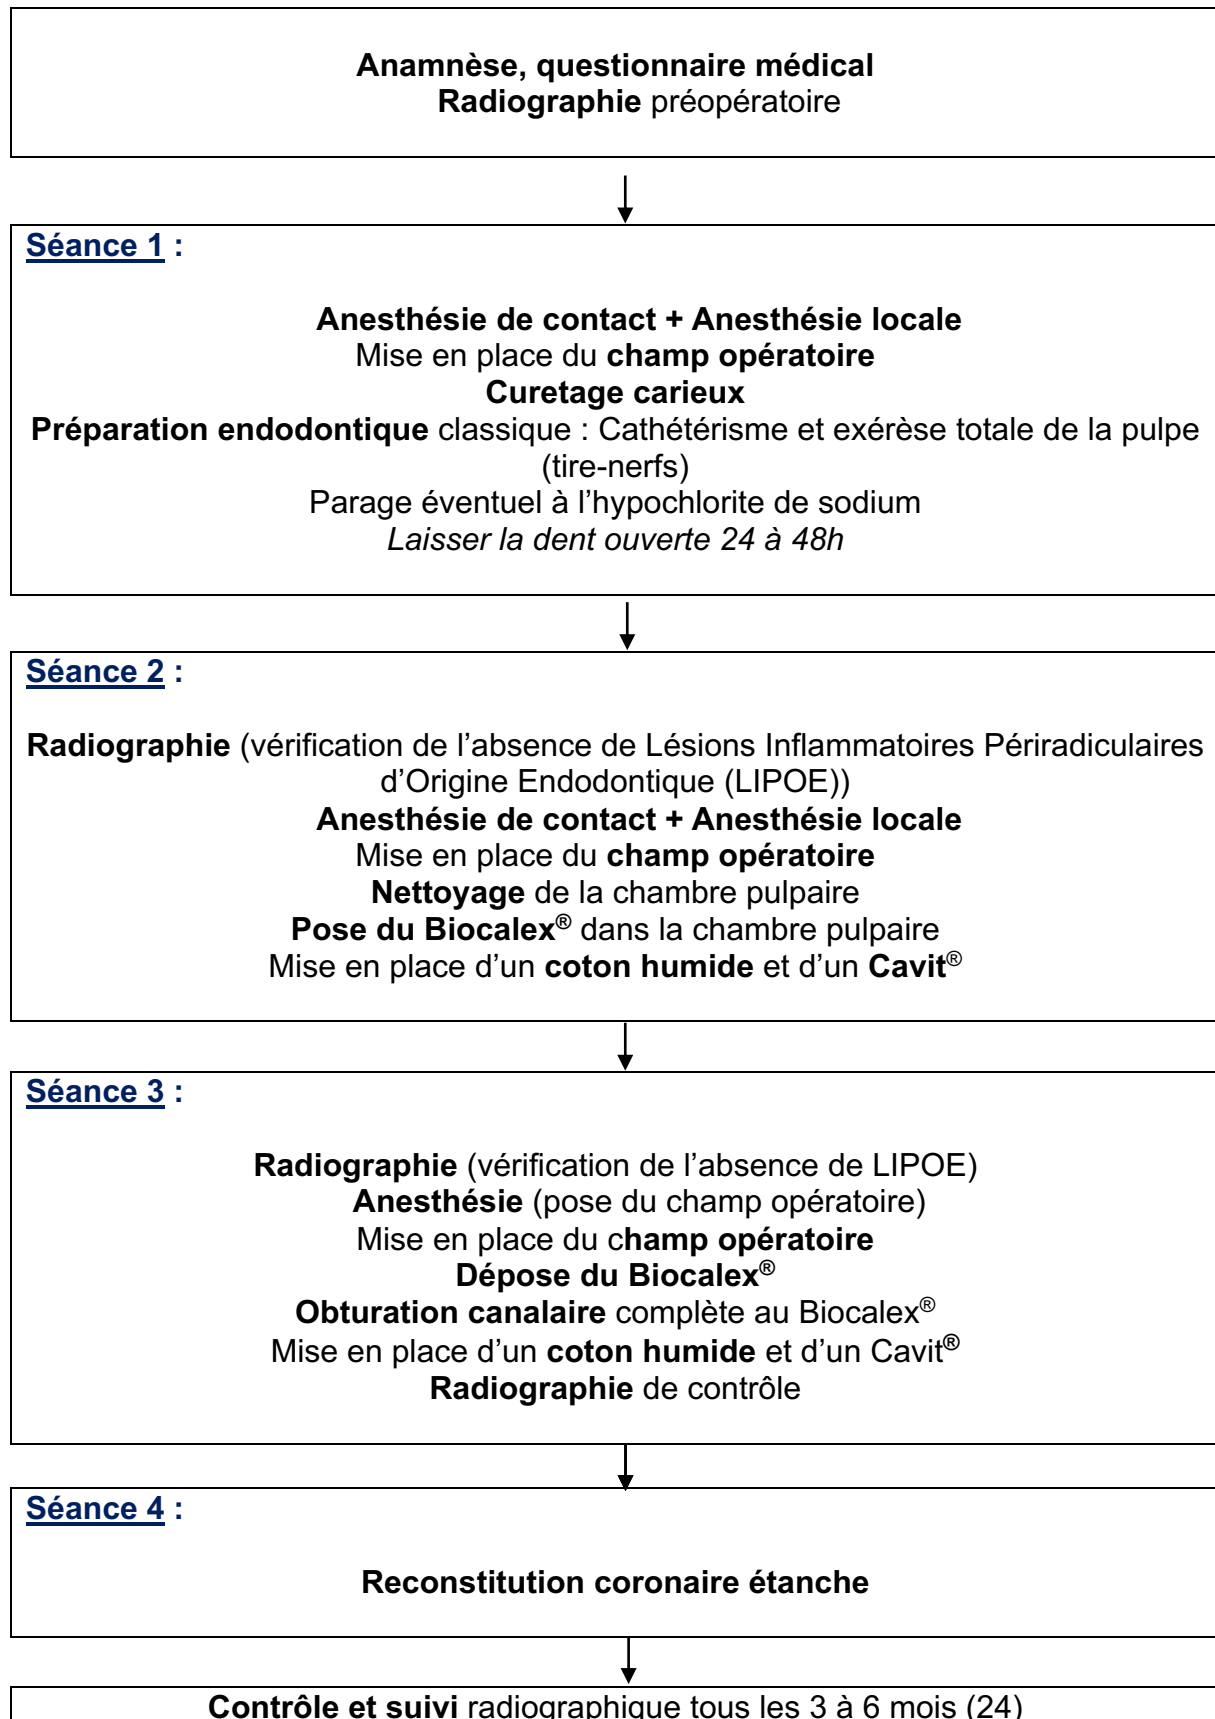 Anamnèse, questionnaire médical
Radiographie préopératoire
Séance 1 :
Anesthésie de contact + Anesthésie locale
Mise en place du champ opératoire
Curetage carieux
Préparation endodontique classique : Cathétérisme et exérèse totale de la pulpe
(tire-nerfs)
Parage éventuel à l’hypochlorite de sodium
Laisser la dent ouverte 24 à 48h
Séance 2 :
Radiographie (vérification de l’absence de Lésions Inflammatoires Périradiculaires
d’Origine Endodontique (LIPOE))
Anesthésie de contact + Anesthésie locale
Mise en place du champ opératoire
Nettoyage de la chambre pulpaire
Pose du Biocalex® dans la chambre pulpaire
Mise en place d’un coton humide et d’un Cavit®
Séance 3 :
Radiographie (vérification de l’absence de LIPOE)
Anesthésie (pose du champ opératoire)
Mise en place du champ opératoire
Dépose du Biocalex®
Obturation canalaire complète au Biocalex®
Mise en place d’un coton humide et d’un Cavit®
Radiographie de contrôle
Séance 4 :
Reconstitution coronaire étanche
Contrôle et suivi radiographique tous les 3 à 6 mois (24)